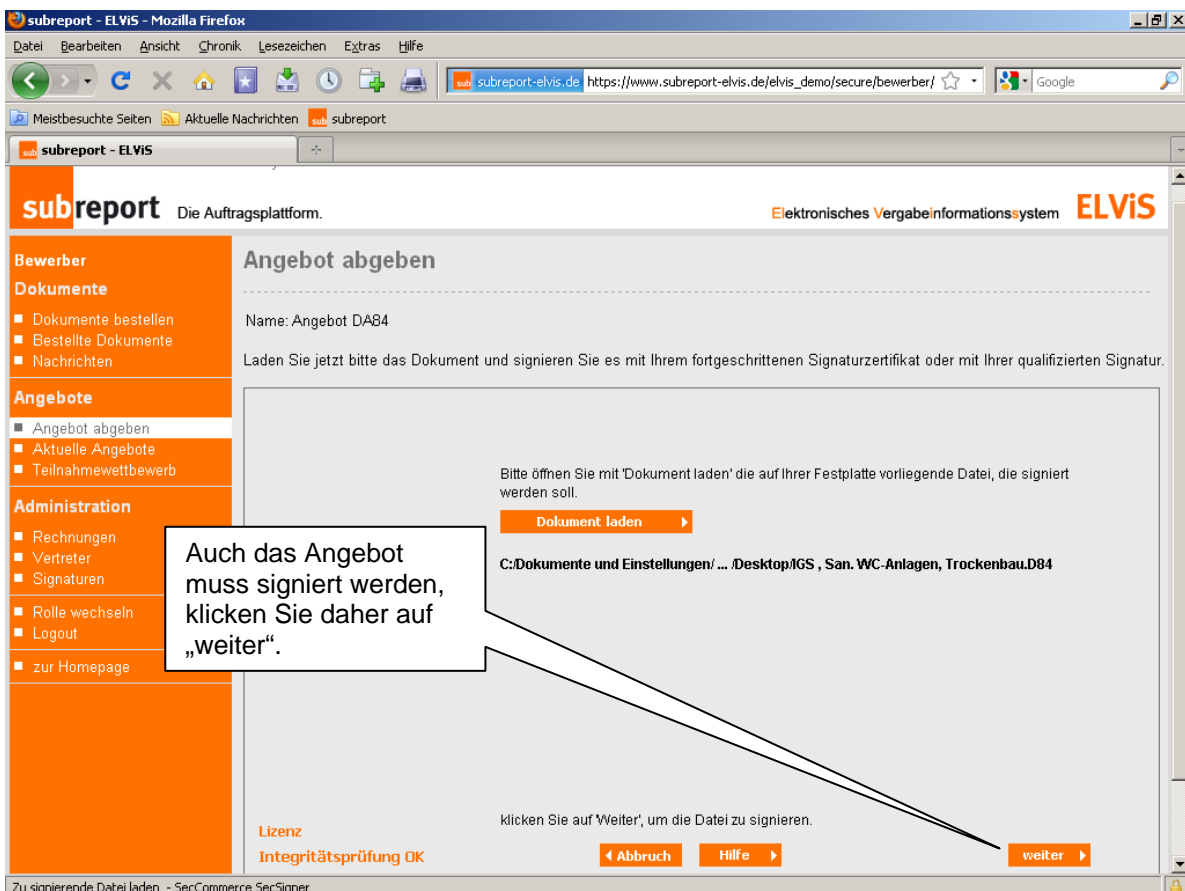 subreport - ELViS - Mozilla Firefox
Datei Bearbeiten Ansicht Chronik Lesezeichen Extras Hilfe
sub subreport-elvis.de https://www.subreport-elvis.de/elvis_demo/secure/bewerber/ Google
Meistbesuchte Seiten Aktuelle Nachrichten sub subreport
sub subreport - ELViS
subreport Die Auftragsplattform.
Elektronisches Vergabeinformationssystem ELViS
Bewerber
Dokumente
Dokumente bestellen
Bestellte Dokumente
Nachrichten
Angebote
Angebot abgeben
Aktuelle Angebote
Teilnahmewettbewerb
Administration
Rechnungen
Vertreter
Signaturen
Rolle wechseln
Logout
zur Homepage
Angebot abgeben
Name: Angebot DA84
Laden Sie jetzt bitte das Dokument und signieren Sie es mit Ihrem fortgeschrittenen Signaturzertifikat oder mit Ihrer qualifizierten Signatur.
Bitte öffnen Sie mit 'Dokument laden' die auf Ihrer Festplatte vorliegende Datei, die signiert
werden soll.
Dokument laden
C:/Dokumente und Einstellungen/ ... /Desktop/IGS , San. WC-Anlagen, Trockenbau.D84
Auch das Angebot
muss signiert werden,
klicken Sie daher auf
„weiter“.
klicken Sie auf 'Weiter', um die Datei zu signieren.
Lizenz
Integritätsprüfung OK
Abbruch Hilfe weiter
Zu signierende Datei laden. - SecCommerce SecSigner